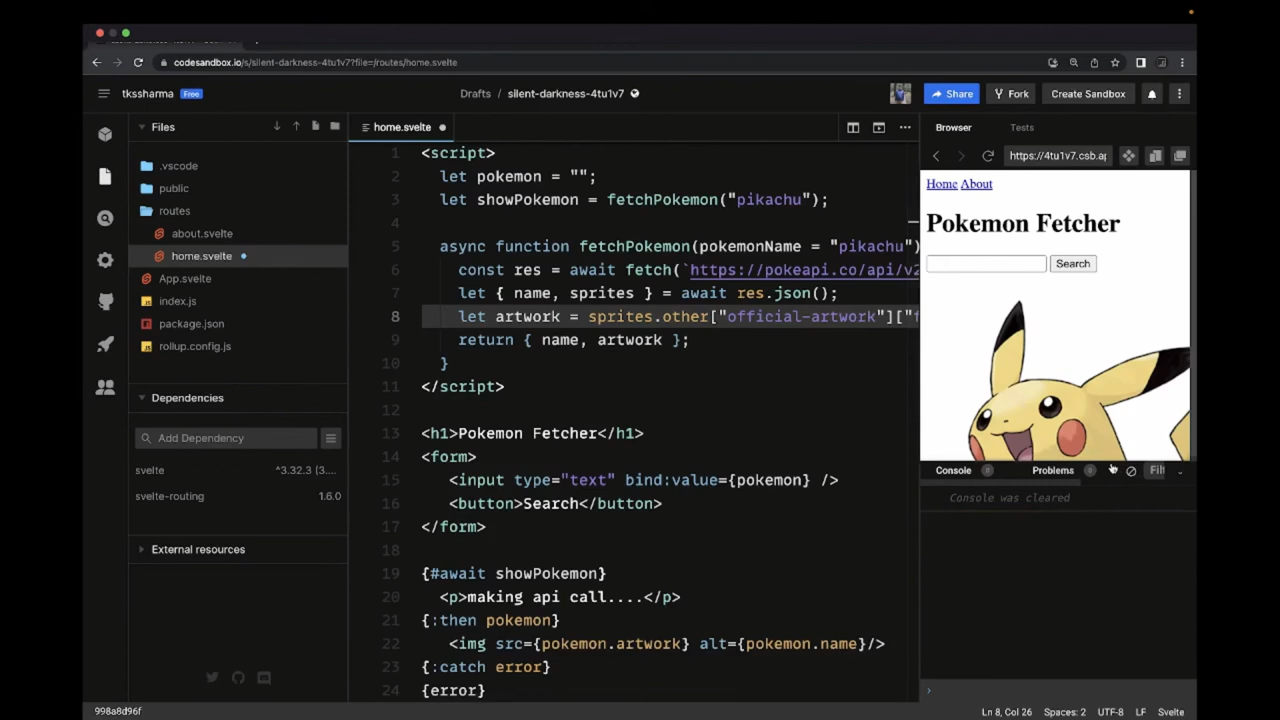 codesandbox.io/s/silent-darkness-4tu1v7?file=/routes/home.svelte
tkssharma Free
Drafts / silent-darkness-4tu1v7
Share
Fork
Create Sandbox
Files
.vscode
public
routes
about.svelte
home.svelte
App.svelte
index.js
package.json
rollup.config.js
Dependencies
Add Dependency
svelte ^3.32.3 (3....
svelte-routing 1.6.0
External resources
998a8d96f
home.svelte
1 <script>
2 let pokemon = "";
3 let showPokemon = fetchPokemon("pikachu");
4
5 async function fetchPokemon(pokemonName = "pikachu")
6 const res = await fetch(`https://pokeapi.co/api/v2
7 let { name, sprites } = await res.json();
8 let artwork = sprites.other["official-artwork"]["f
9 return { name, artwork };
10 }
11 </script>
12
13 <h1>Pokemon Fetcher</h1>
14 <form>
15 <input type="text" bind:value={pokemon} />
16 <button>Search</button>
17 </form>
18
19 {#await showPokemon}
20 <p>making api call....</p>
21 {:then pokemon}
22 <img src={pokemon.artwork} alt={pokemon.name}/>
23 {:catch error}
24 {error}
Browser Tests
https://4tu1v7.csb.ap
Home About
Pokemon Fetcher
Search
Console 0 Problems 0 Filt
Console was cleared
Ln 8, Col 26 Spaces: 2 UTF-8 LF Svelte